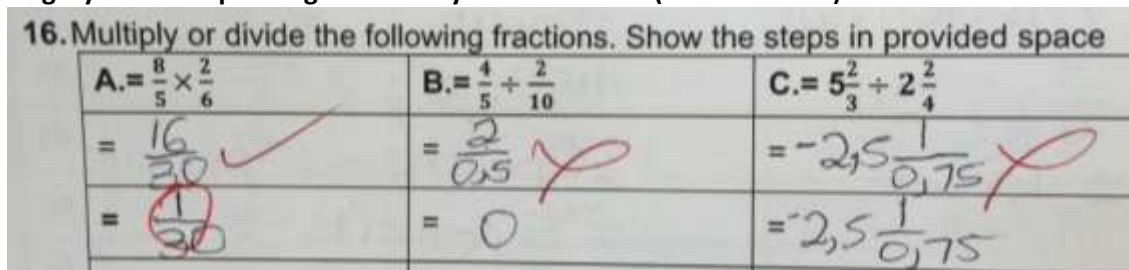 16. Multiply or divide the following fractions. Show the steps in provided space
A.= 8/5 × 2/6
B.= 4/5 ÷ 2/10
C.= 5 2/3 ÷ 2 2/4
= 16/30
= 2/0,5
= -2,5 1/0,75
= 1/30
= 0
= -2,5 1/0,75